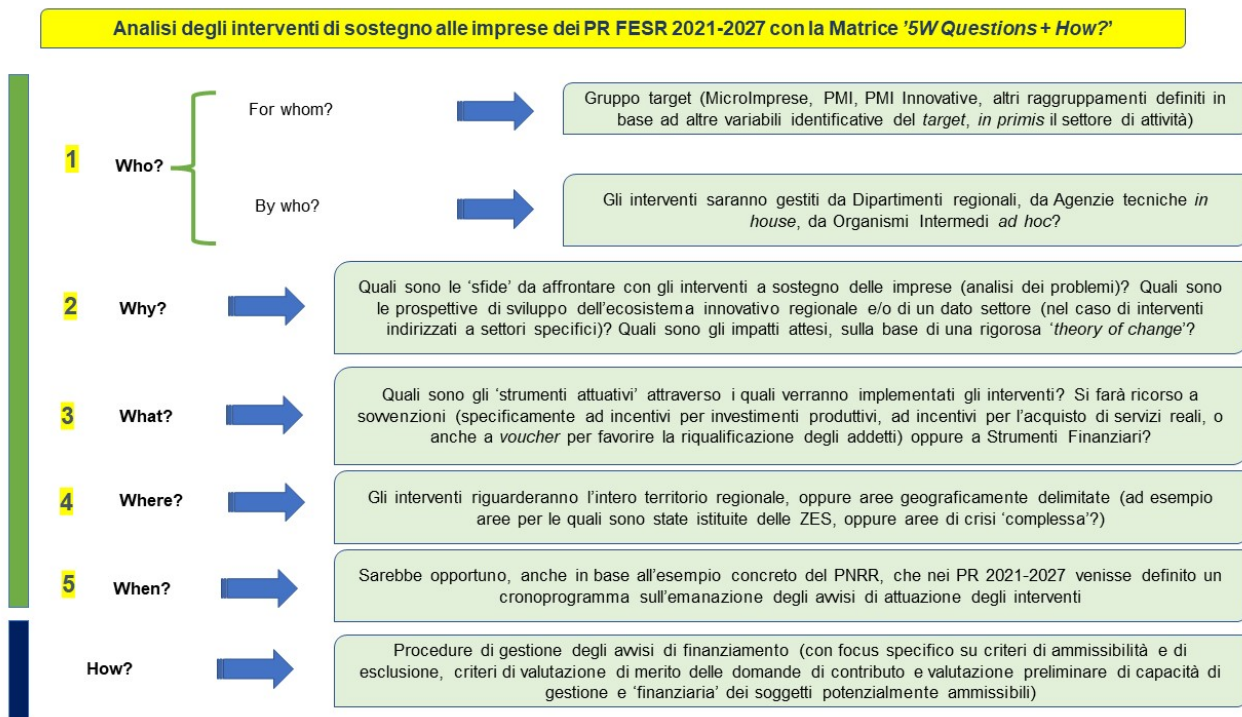 Analisi degli interventi di sostegno alle imprese dei PR FESR 2021-2027 con la Matrice '5W Questions + How?'
1
Who?
For whom?
Gruppo target (MicroImprese, PMI, PMI Innovative, altri raggruppamenti definiti in
base ad altre variabili identificative del target, in primis il settore di attività)
By who?
Gli interventi saranno gestiti da Dipartimenti regionali, da Agenzie tecniche in
house, da Organismi Intermedi ad hoc?
2
Why?
Quali sono le ‘sfide’ da affrontare con gli interventi a sostegno delle imprese (analisi dei problemi)? Quali sono
le prospettive di sviluppo dell’ecosistema innovativo regionale e/o di un dato settore (nel caso di interventi
indirizzati a settori specifici)? Quali sono gli impatti attesi, sulla base di una rigorosa ‘theory of change’?
3
What?
Quali sono gli ‘strumenti attuativi’ attraverso i quali verranno implementati gli interventi? Si farà ricorso a
sovvenzioni (specificamente ad incentivi per investimenti produttivi, ad incentivi per l’acquisto di servizi reali, o
anche a voucher per favorire la riqualificazione degli addetti) oppure a Strumenti Finanziari?
4
Where?
Gli interventi riguarderanno l’intero territorio regionale, oppure aree geograficamente delimitate (ad esempio
aree per le quali sono state istituite delle ZES, oppure aree di crisi ‘complessa’?)
5
When?
Sarebbe opportuno, anche in base all’esempio concreto del PNRR, che nei PR 2021-2027 venisse definito un
cronoprogramma sull’emanazione degli avvisi di attuazione degli interventi
How?
Procedure di gestione degli avvisi di finanziamento (con focus specifico su criteri di ammissibilità e di
esclusione, criteri di valutazione di merito delle domande di contributo e valutazione preliminare di capacità di
gestione e ‘finanziaria’ dei soggetti potenzialmente ammissibili)